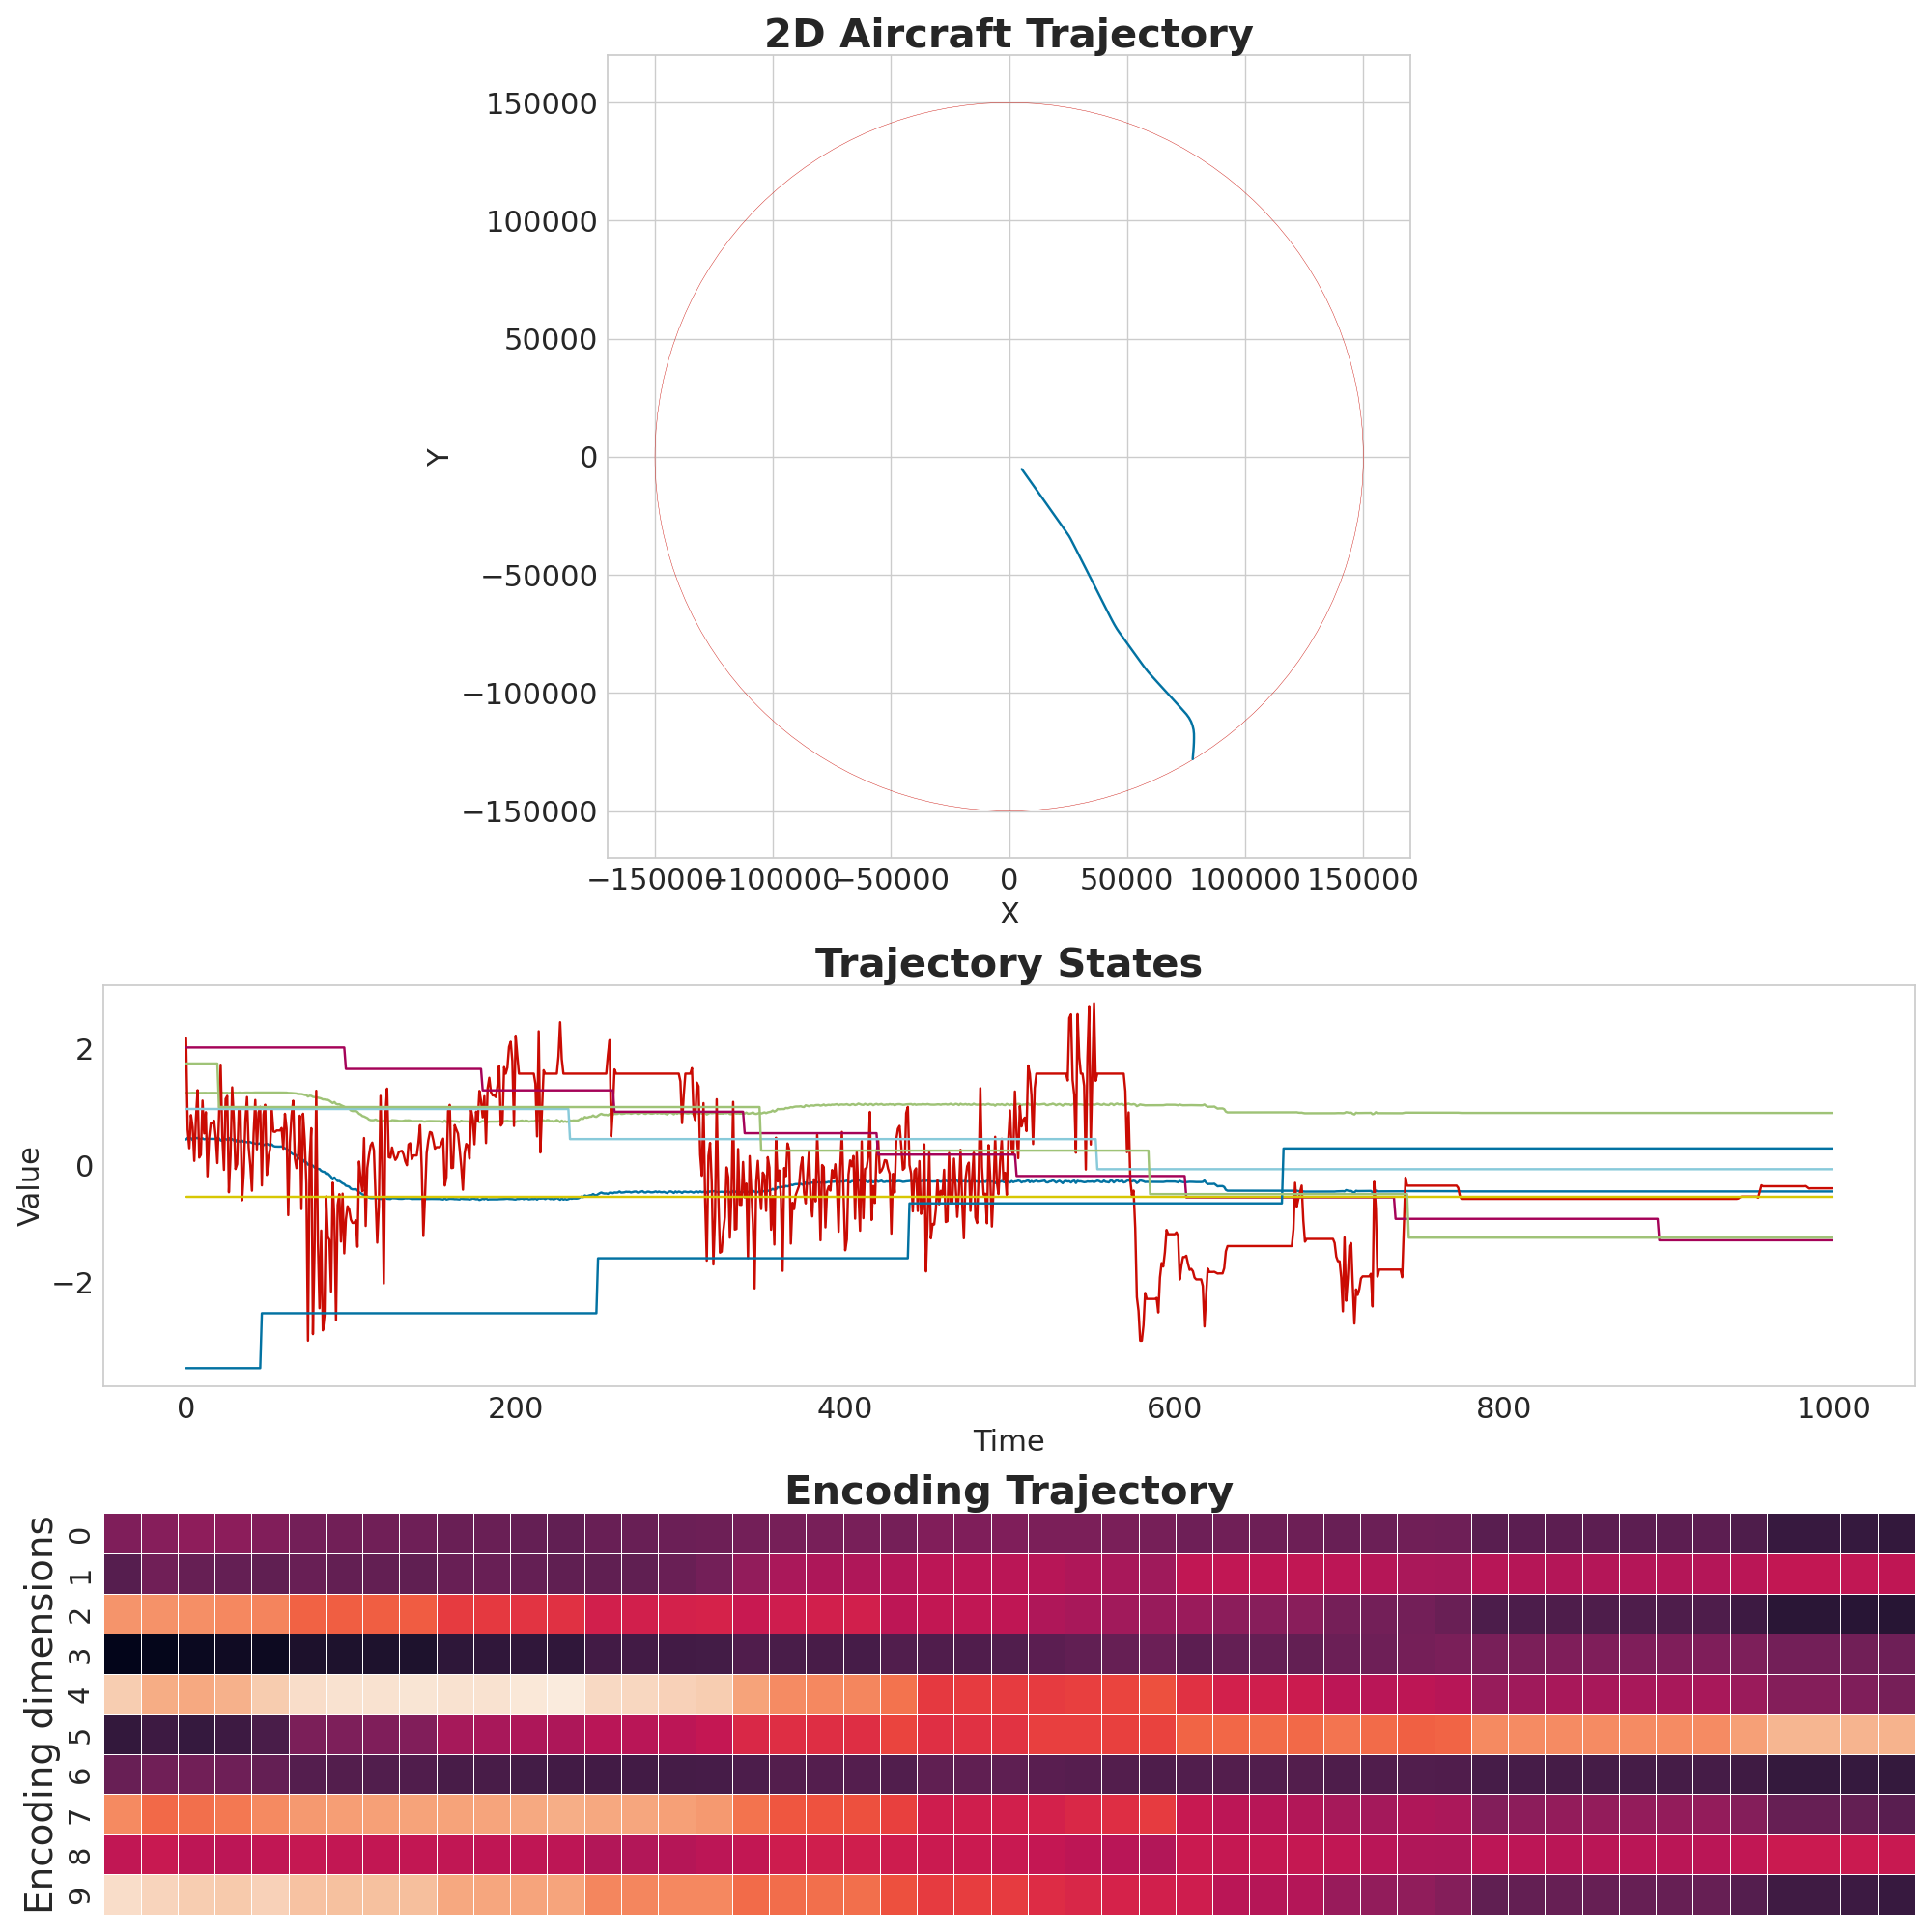 2D Aircraft Trajectory
150000
100000
50000
0
−50000
−100000
−150000
Y
−150000 −100000 −50000 0 50000 100000 150000
X
Trajectory States
2
0
−2
Value
0 200 400 600 800 1000
Time
Encoding Trajectory
Encoding dimensions
0
1
2
3
4
5
6
7
8
9